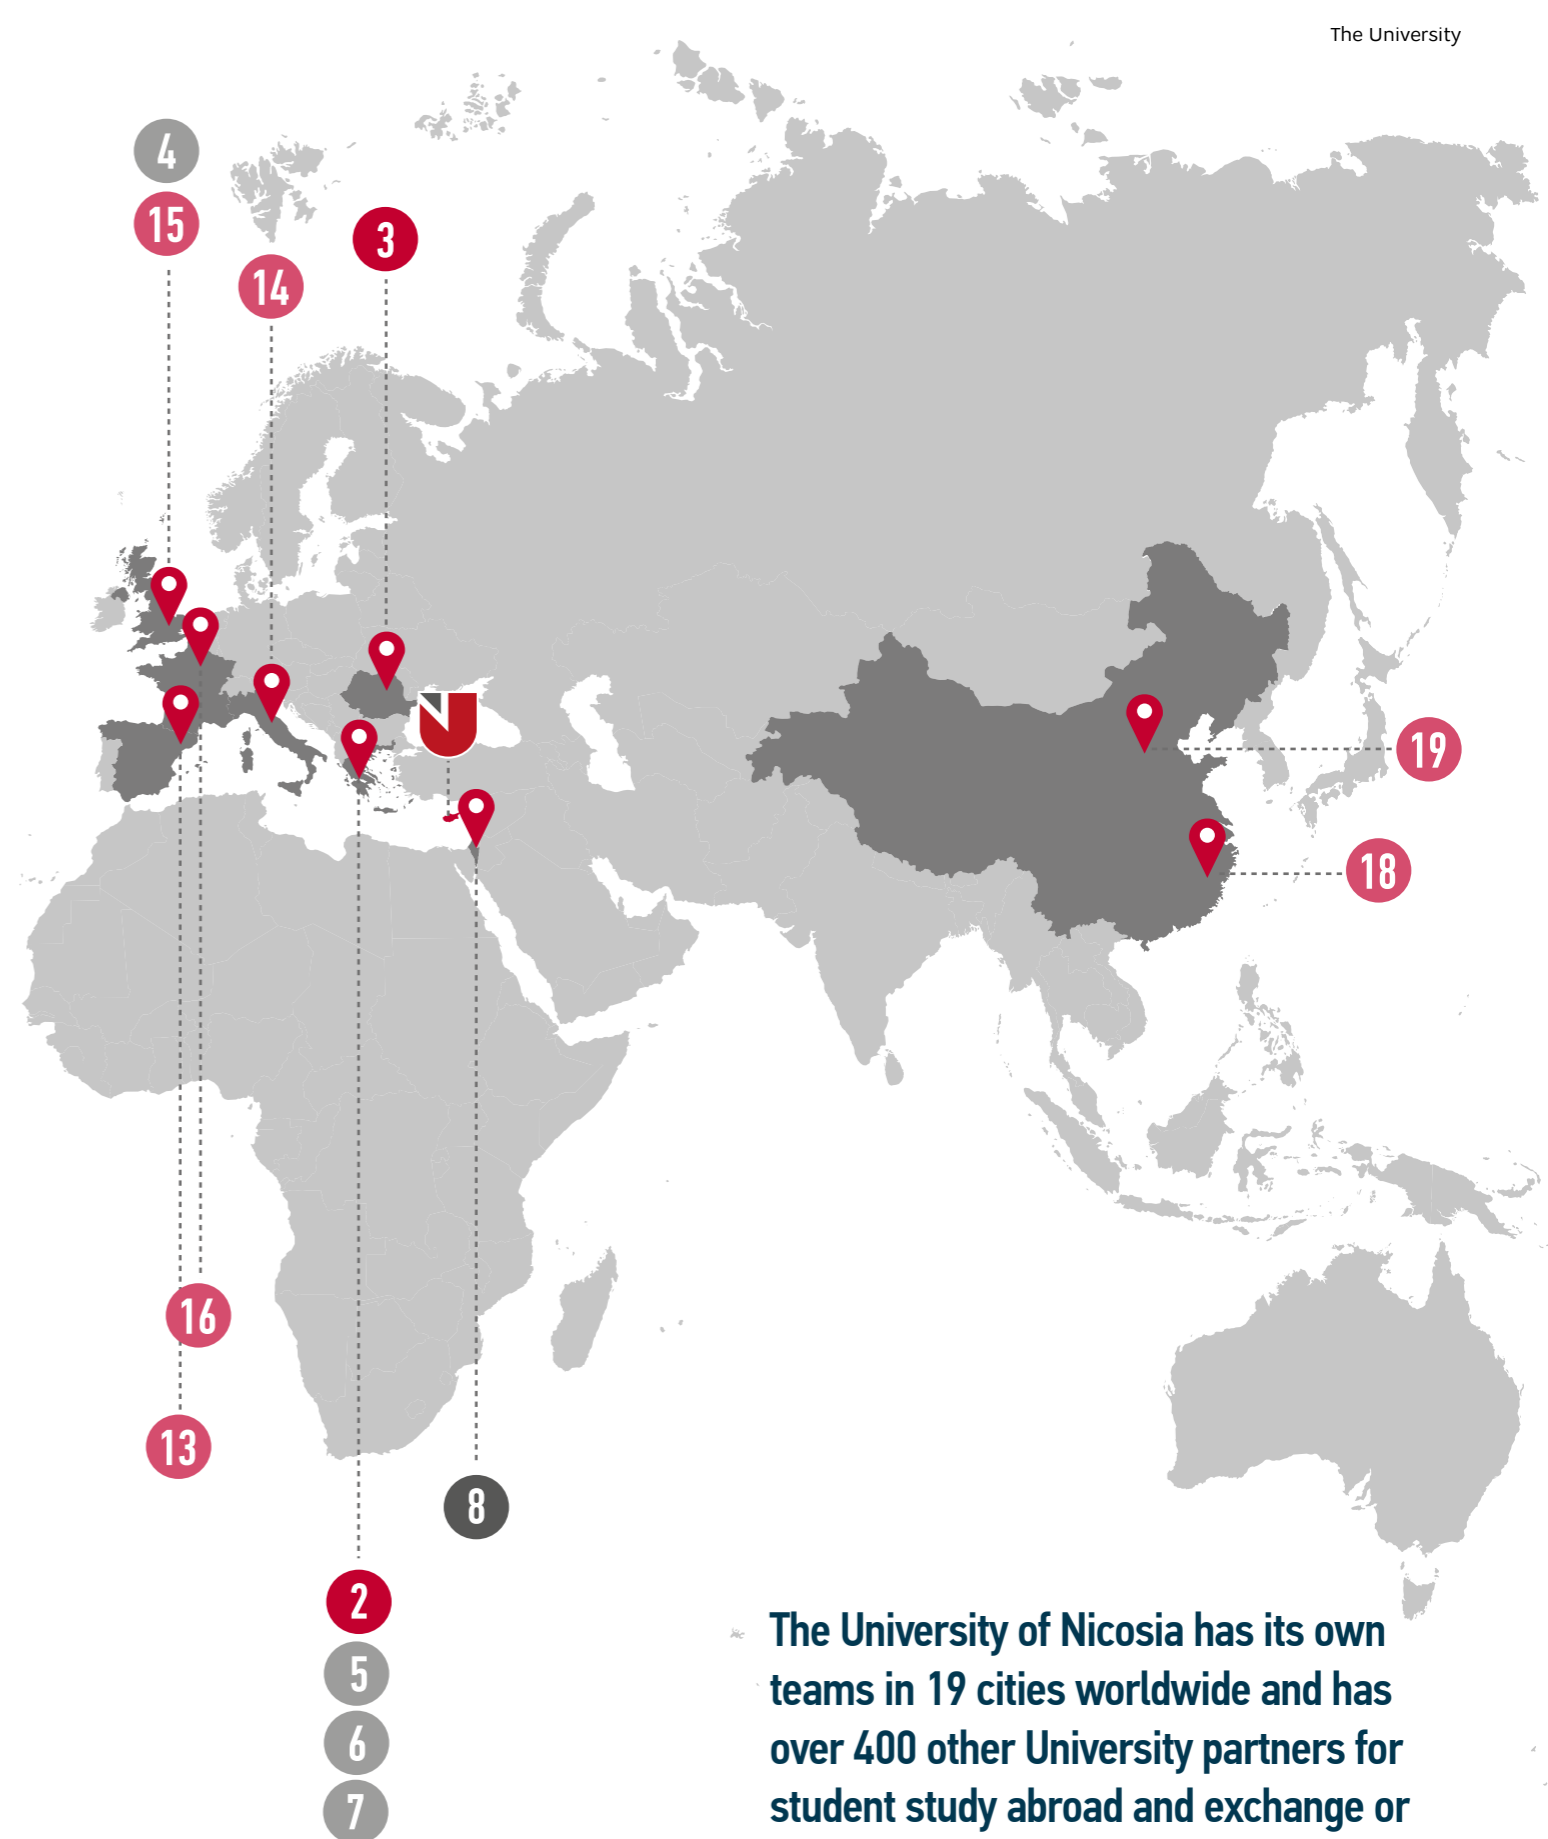 The University
4
15
3
14
19
18
16
13
8
2
5
6
7
The University of Nicosia has its own
teams in 19 cities worldwide and has
over 400 other University partners for
student study abroad and exchange or